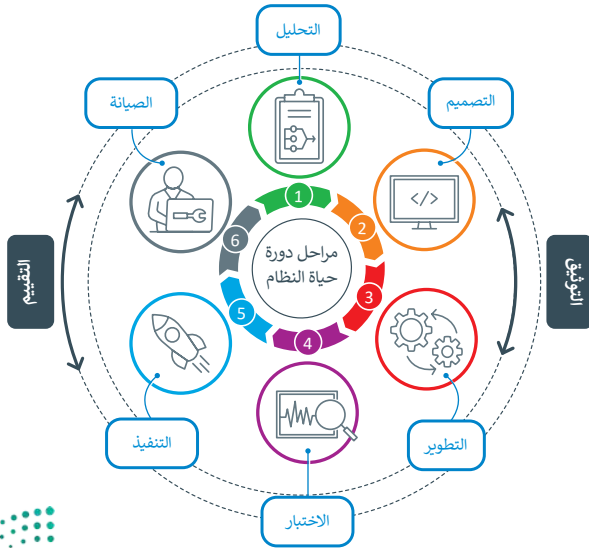 التحليل
التصميم
الصيانة
1
2
3
4
5
6
مراحل دورة
حياة النظام
</>
التوثيق
التقييم
التطوير
التنفيذ
الاختبار